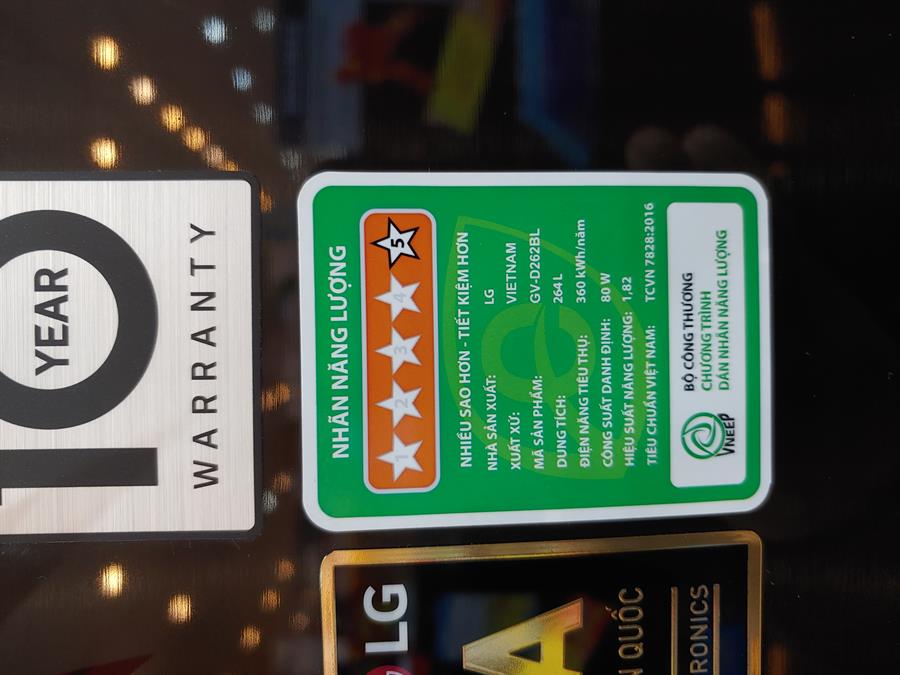 10
YEAR
WARRANTY
NHÃN NĂNG LƯỢNG
1 2 3 4 5
NHIỀU SAO HƠN - TIẾT KIỆM HƠN
NHÀ SẢN XUẤT: LG
XUẤT XỨ: VIETNAM
MÃ SẢN PHẨM: GV-D262BL
DUNG TÍCH: 264 L
ĐIỆN NĂNG TIÊU THỤ: 360 kWh/năm
CÔNG SUẤT DANH ĐỊNH: 80 W
HIỆU SUẤT NĂNG LƯỢNG: 1,82
TIÊU CHUẨN VIỆT NAM: TCVN 7828:2016
VNEEP
BỘ CÔNG THƯƠNG
CHƯƠNG TRÌNH
DÁN NHÃN NĂNG LƯỢNG
LG
QUỐC